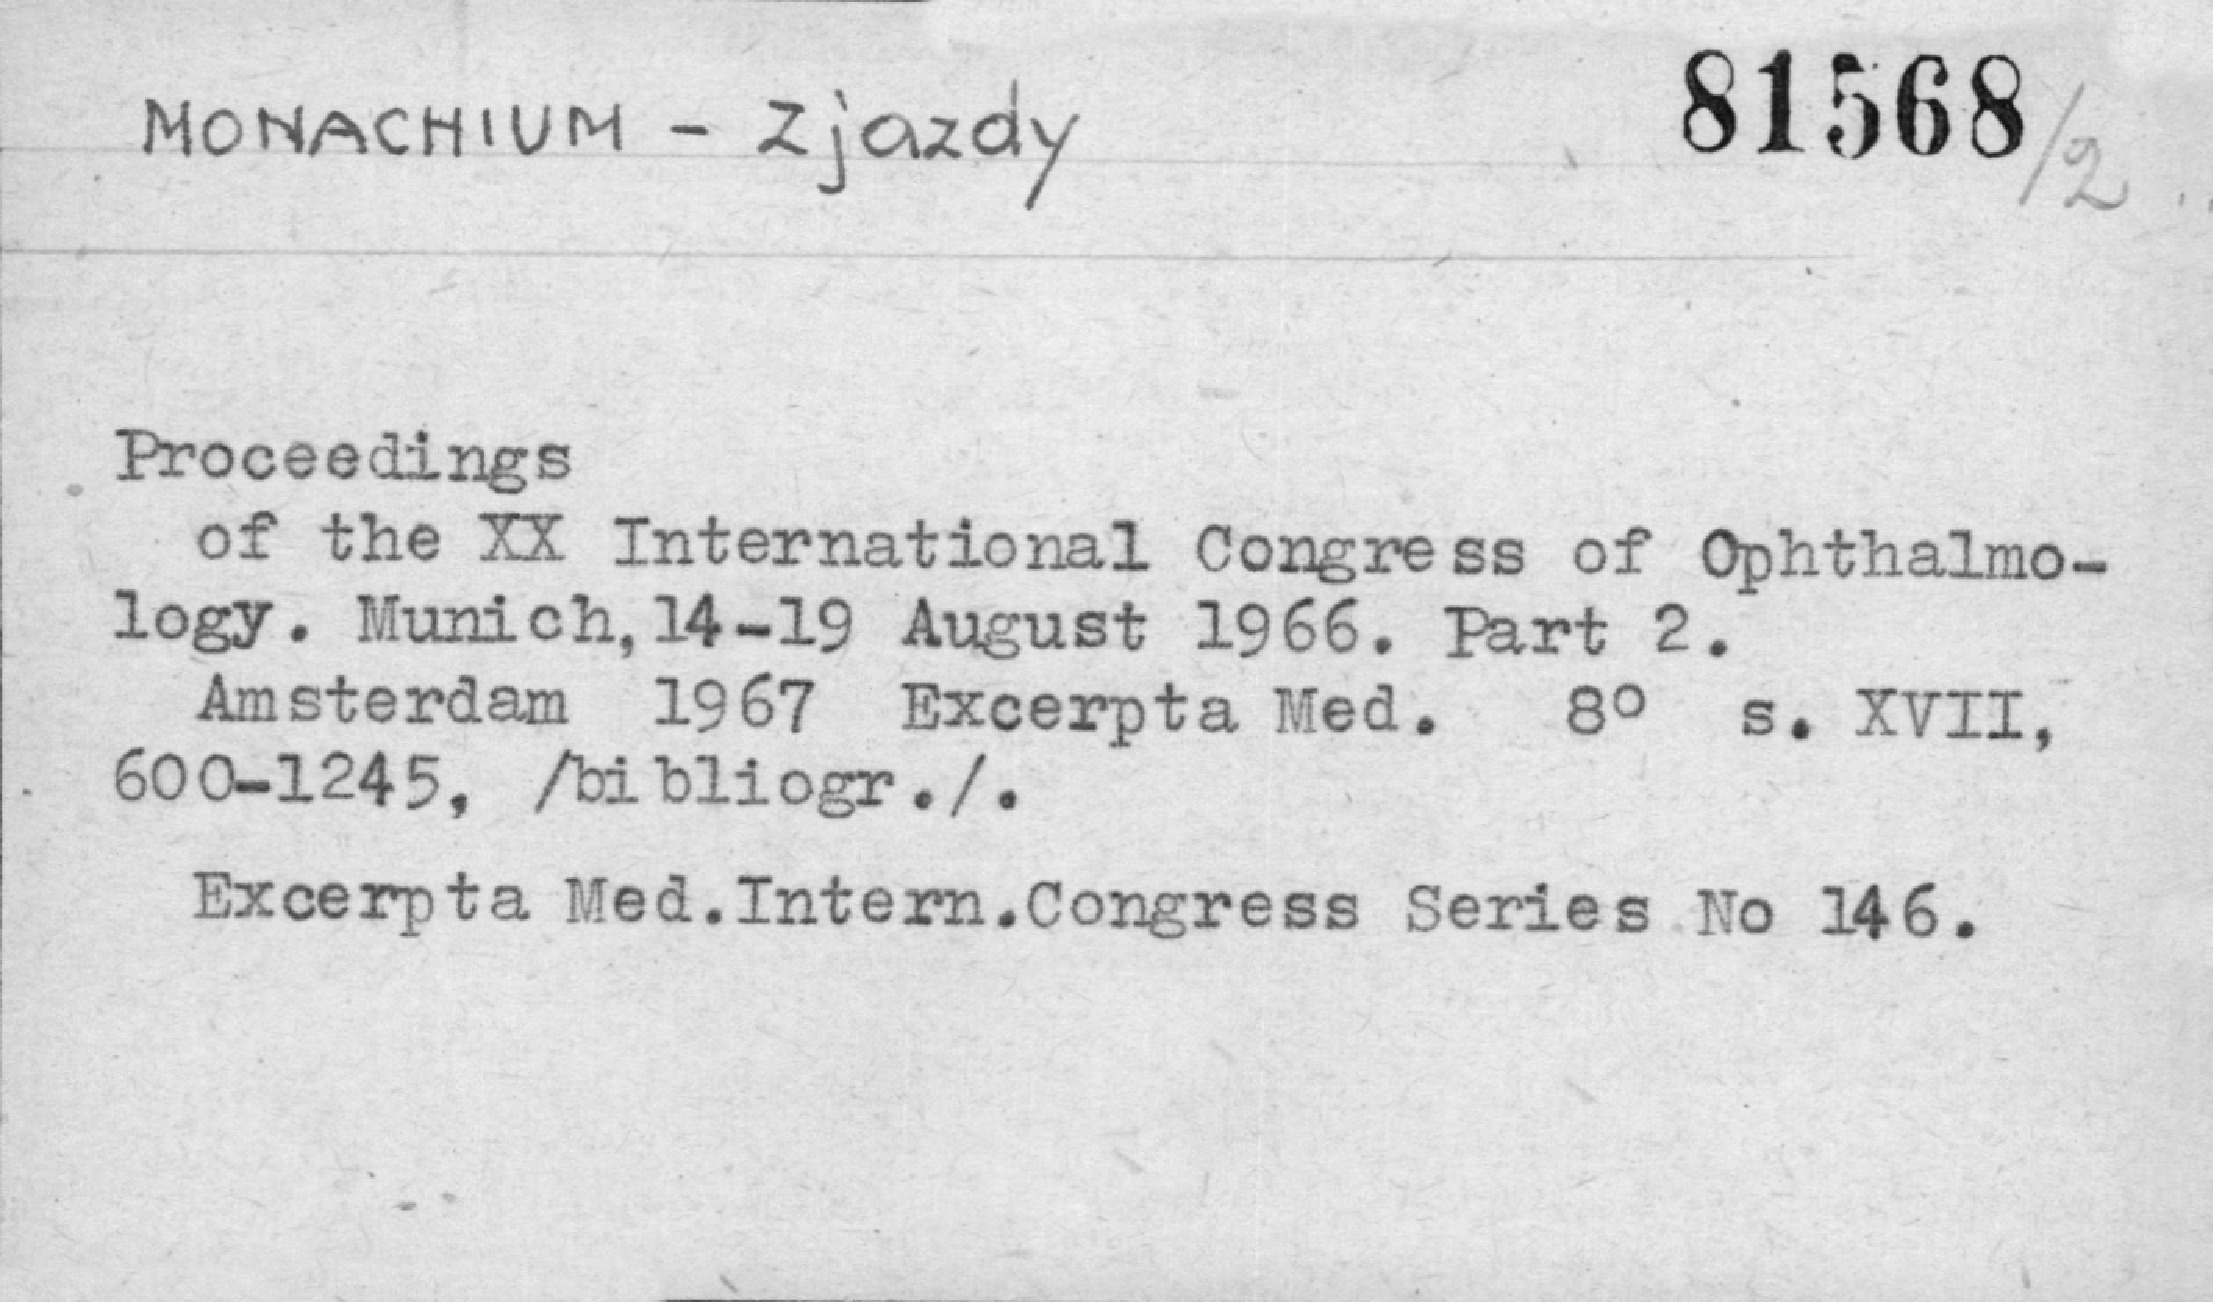 MONACHIUM - Zjazdy 81568/2
Proceedings
of the XX International Congress of Ophthalmo-
logy. Munich, 14-19 August 1966. Part 2.
Amsterdam 1967 Excerpta Med. 8º s. XVII,
600-1245, /bibliogr./.
Excerpta Med.Intern.Congress Series No 146.